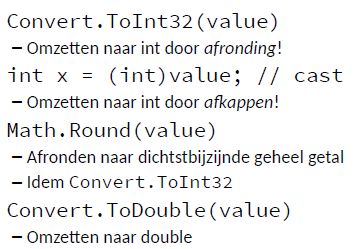 Convert.ToInt32(value)
– Omzetten naar int door afronding!
int x = (int)value; // cast
– Omzetten naar int door afkappen!
Math.Round(value)
– Afronden naar dichtstbijzijnde geheel getal
– Idem Convert.ToInt32
Convert.ToDouble(value)
– Omzetten naar double